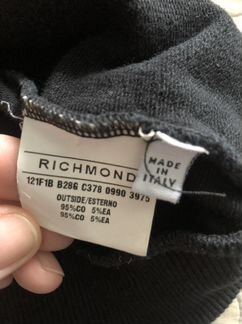 RICHMOND
121F1B B286 C378 0990 3975
OUTSIDE/ESTERNO
95%CO 5%EA
95%CO 5%EA
MADE IN
ITALY